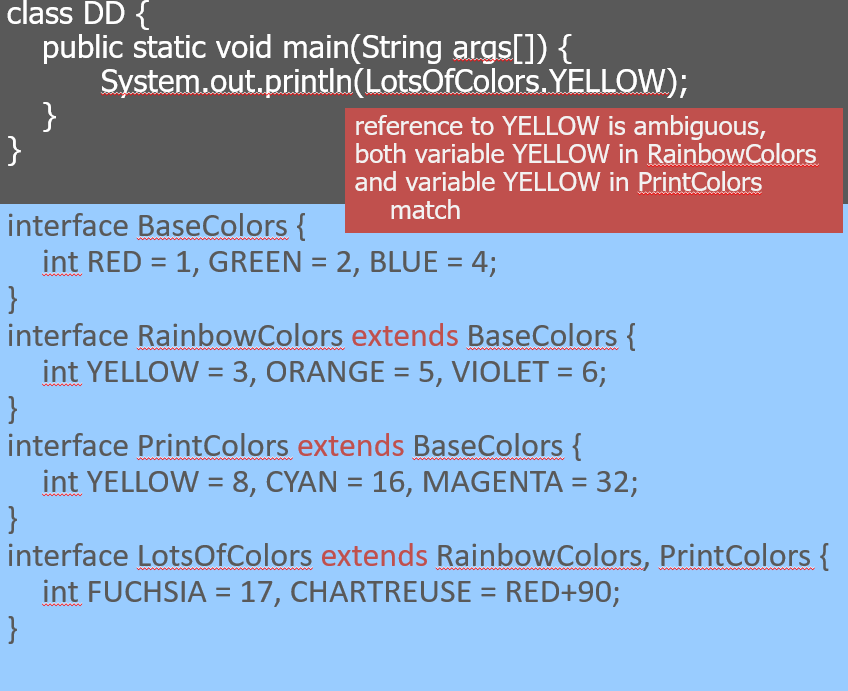 class DD {
public static void main(String args[]) {
System.out.println(LotsOfColors.YELLOW);
}
}
reference to YELLOW is ambiguous,
both variable YELLOW in RainbowColors
and variable YELLOW in PrintColors
match
interface BaseColors {
int RED = 1, GREEN = 2, BLUE = 4;
}
interface RainbowColors extends BaseColors {
int YELLOW = 3, ORANGE = 5, VIOLET = 6;
}
interface PrintColors extends BaseColors {
int YELLOW = 8, CYAN = 16, MAGENTA = 32;
}
interface LotsOfColors extends RainbowColors, PrintColors {
int FUCHSIA = 17, CHARTREUSE = RED+90;
}